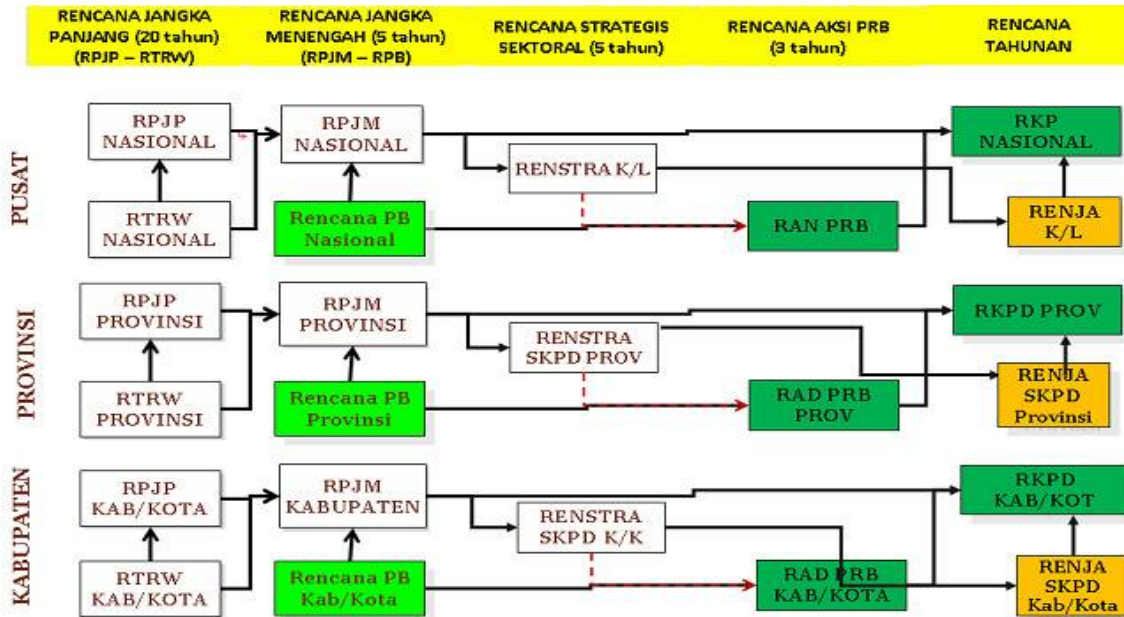 RENCANA JANGKA
PANJANG (20 tahun)
(RPJP – RTRW)
RENCANA JANGKA
MENENGAH (5 tahun)
(RPJM – RPB)
RENCANA STRATEGIS
SEKTORAL (5 tahun)
RENCANA AKSI PRB
(3 tahun)
RENCANA
TAHUNAN
PUSAT
RPJP
NASIONAL
RPJM
NASIONAL
RENSTRA K/L
RKP
NASIONAL
RTRW
NASIONAL
Rencana PB
Nasional
RAN PRB
RENJA
K/L
PROVINSI
RPJP
PROVINSI
RPJM
PROVINSI
RENSTRA
SKPD PROV
RKPD PROV
RTRW
PROVINSI
Rencana PB
Provinsi
RAD PRB
PROV
RENJA
SKPD
Provinsi
KABUPATEN
RPJP
KAB/KOTA
RPJM
KABUPATEN
RENSTRA
SKPD K/K
RKPD
KAB/KOT
RTRW
KAB/KOTA
Rencana PB
Kab/Kota
RAD PRB
KAB/KOTA
RENJA
SKPD
Kab/Kota